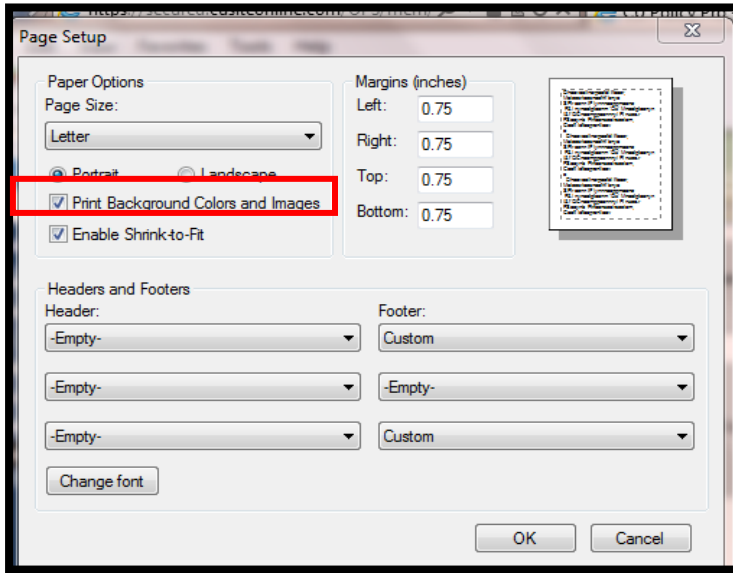 Page Setup
Paper Options
Page Size:
Letter
Portrait Landscape
Print Background Colors and Images
Enable Shrink-to-Fit
Margins (inches)
Left: 0.75
Right: 0.75
Top: 0.75
Bottom: 0.75
Headers and Footers
Header: Footer:
-Empty- Custom
-Empty- -Empty-
-Empty- Custom
Change font
OK Cancel